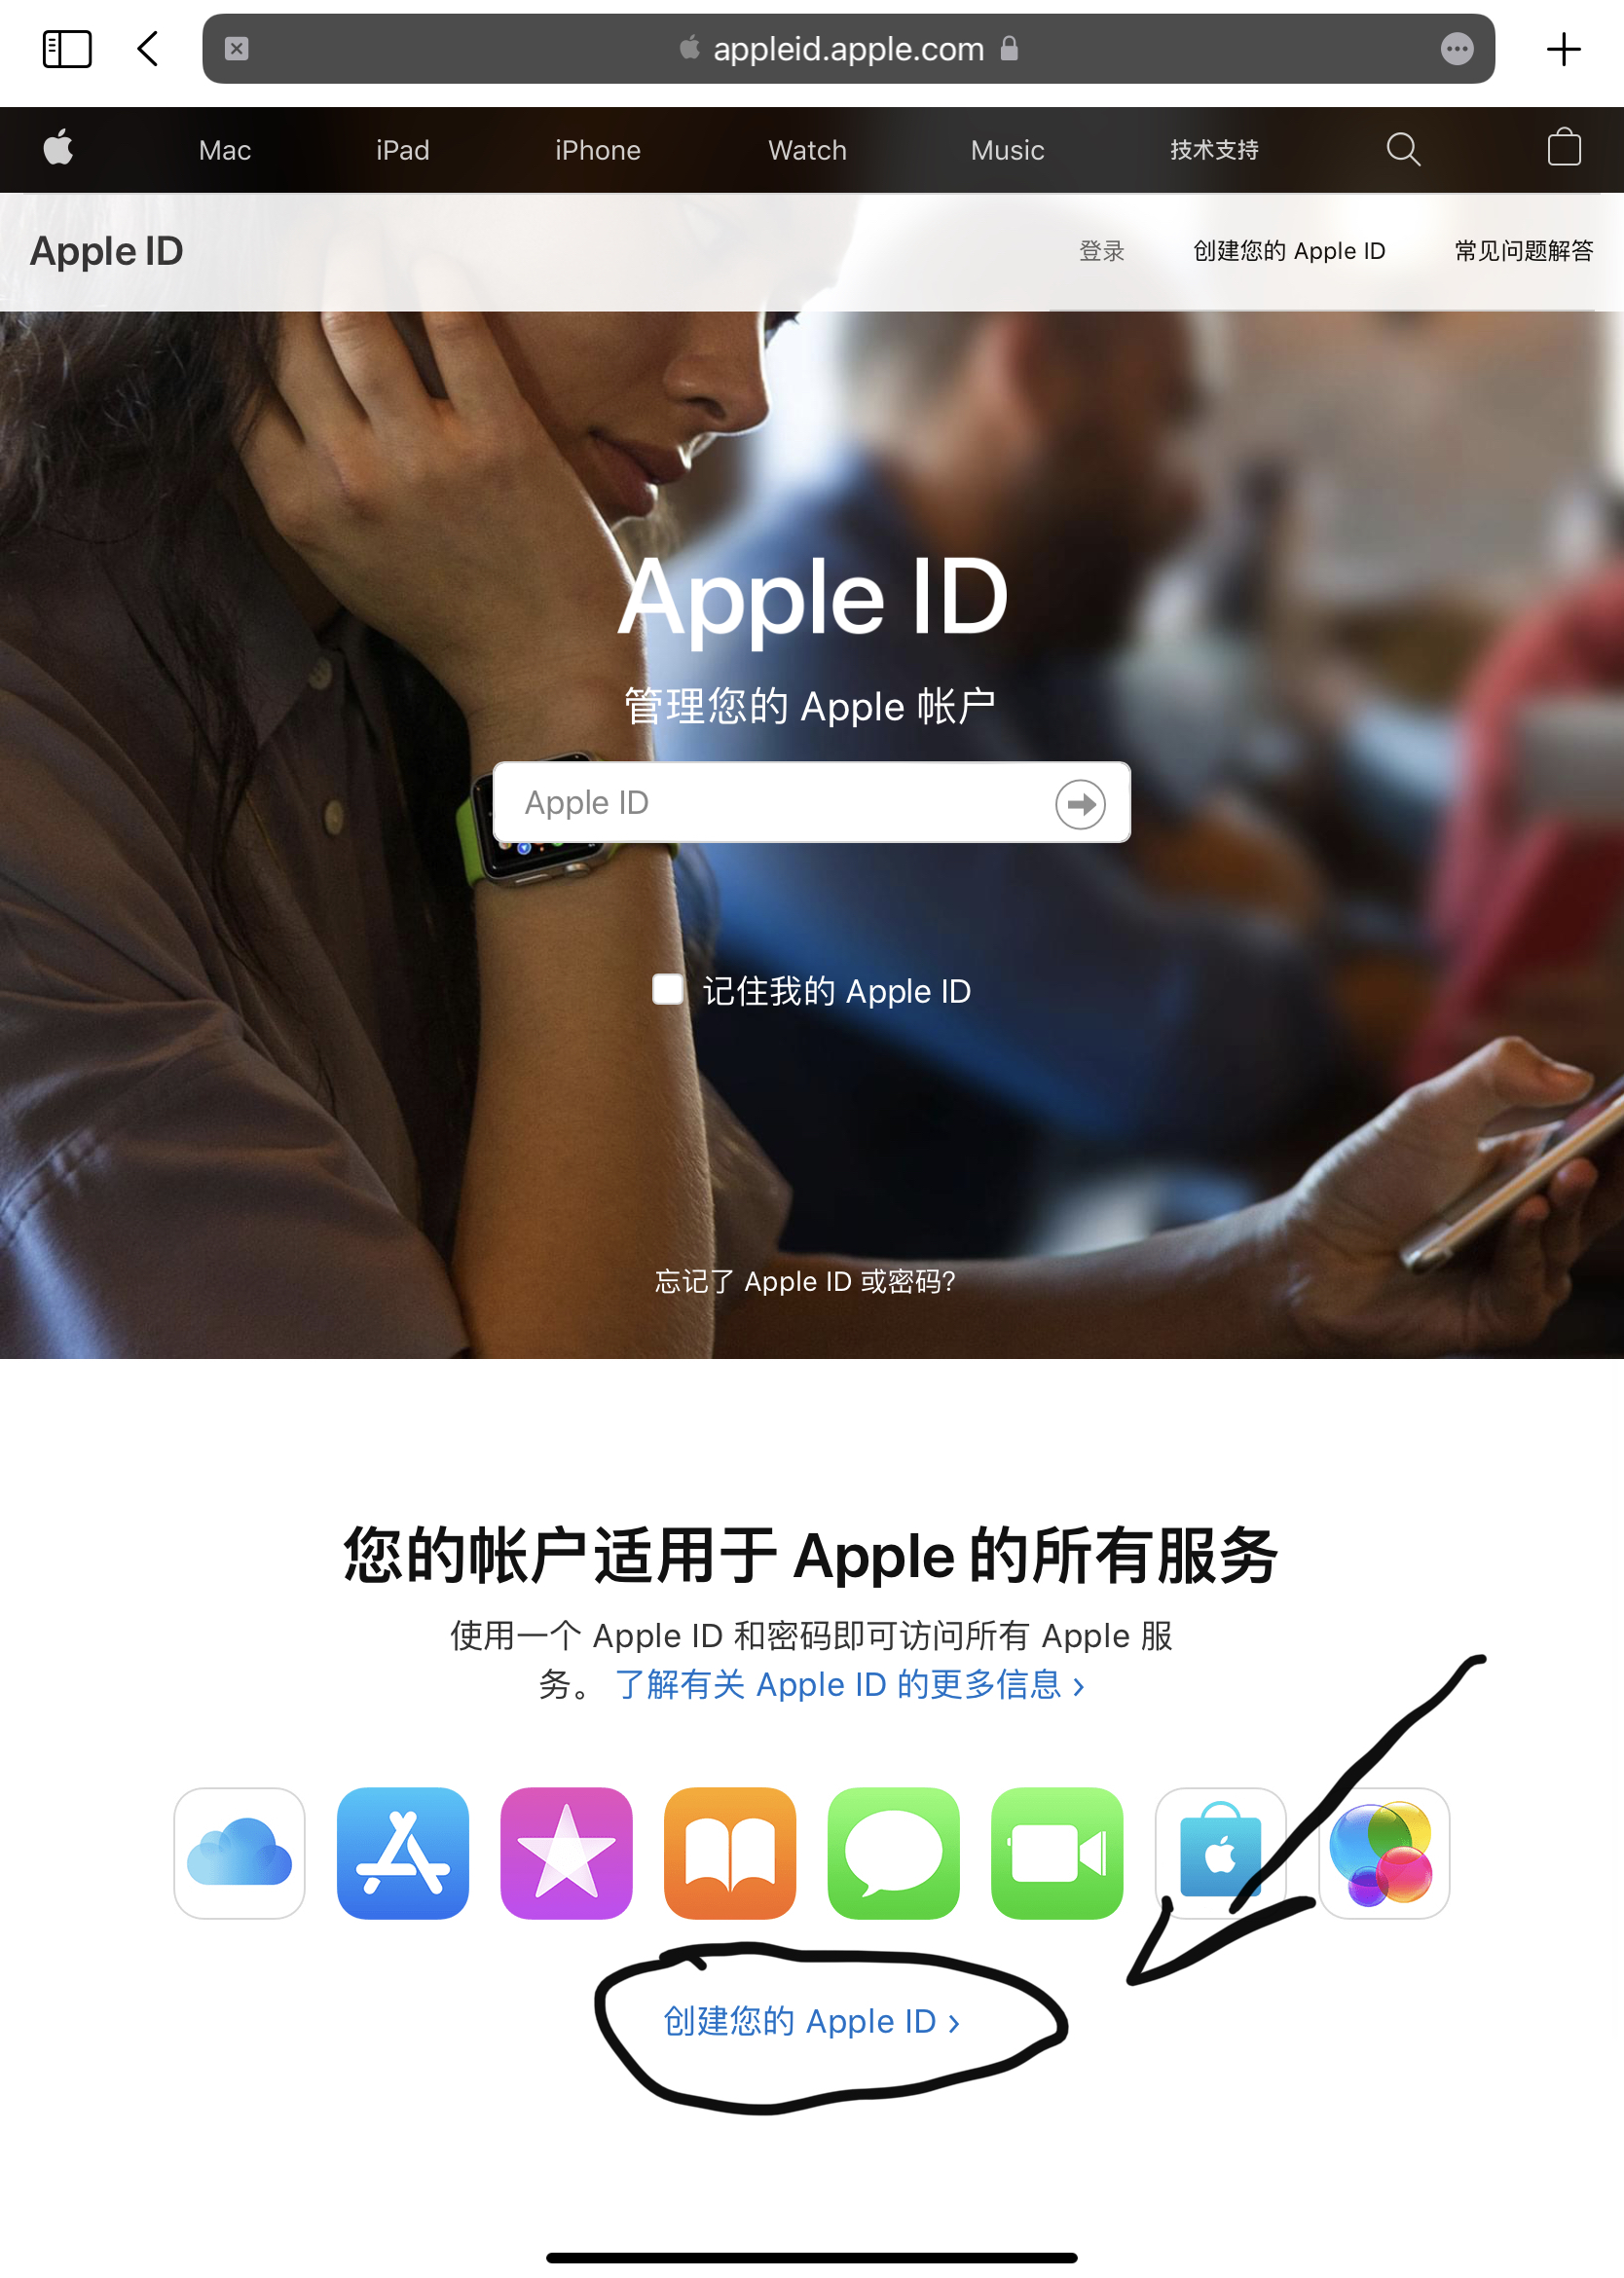 appleid.apple.com
Mac iPad iPhone Watch Music 技术支持
Apple ID 登录 创建您的 Apple ID 常见问题解答
Apple ID
管理您的 Apple 帐户
Apple ID
记住我的 Apple ID
忘记了 Apple ID 或密码?
您的帐户适用于 Apple 的所有服务
使用一个 Apple ID 和密码即可访问所有 Apple 服
务。 了解有关 Apple ID 的更多信息 ›
创建您的 Apple ID ›